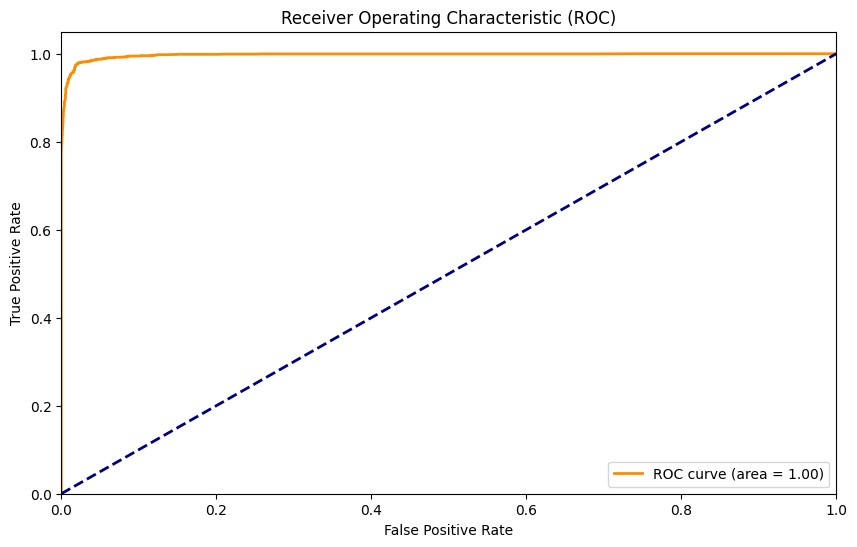 Receiver Operating Characteristic (ROC)
True Positive Rate
1.0
0.8
0.6
0.4
0.2
0.0
ROC curve (area = 1.00)
0.0 0.2 0.4 0.6 0.8 1.0
False Positive Rate